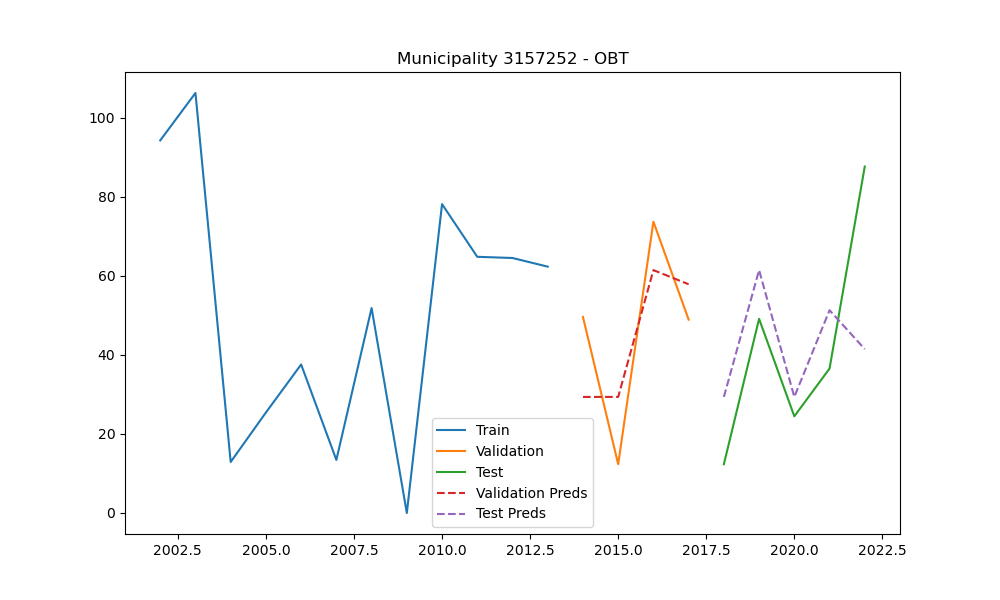 Municipality 3157252 - OBT
100
80
60
40
20
0
Train
Validation
Test
Validation Preds
Test Preds
2002.5 2005.0 2007.5 2010.0 2012.5 2015.0 2017.5 2020.0 2022.5